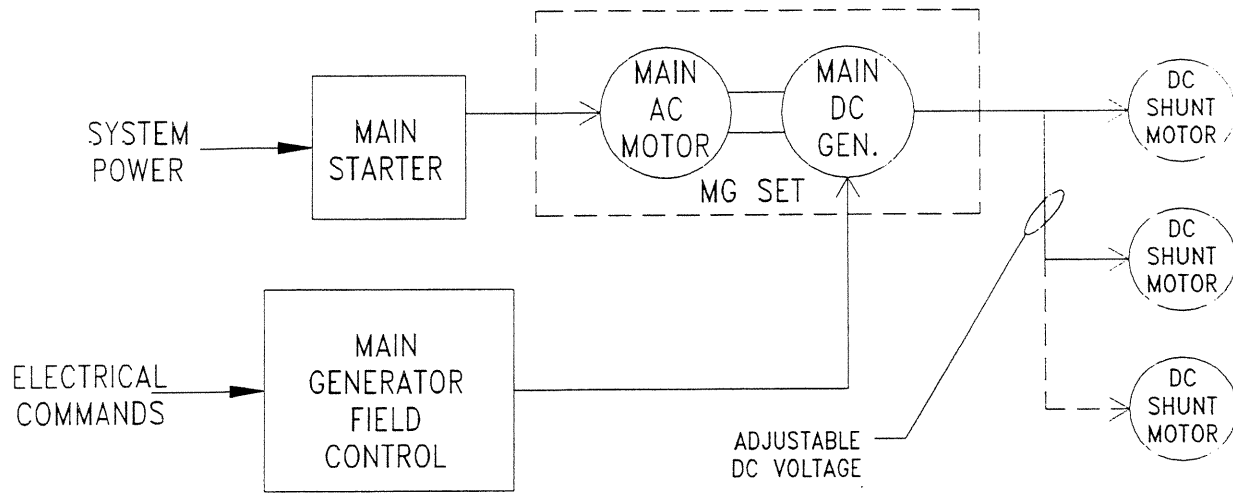 SYSTEM
POWER
MAIN
STARTER
MAIN
AC
MOTOR
MAIN
DC
GEN.
MG SET
DC
SHUNT
MOTOR
DC
SHUNT
MOTOR
DC
SHUNT
MOTOR
ELECTRICAL
COMMANDS
MAIN
GENERATOR
FIELD
CONTROL
ADJUSTABLE
DC VOLTAGE